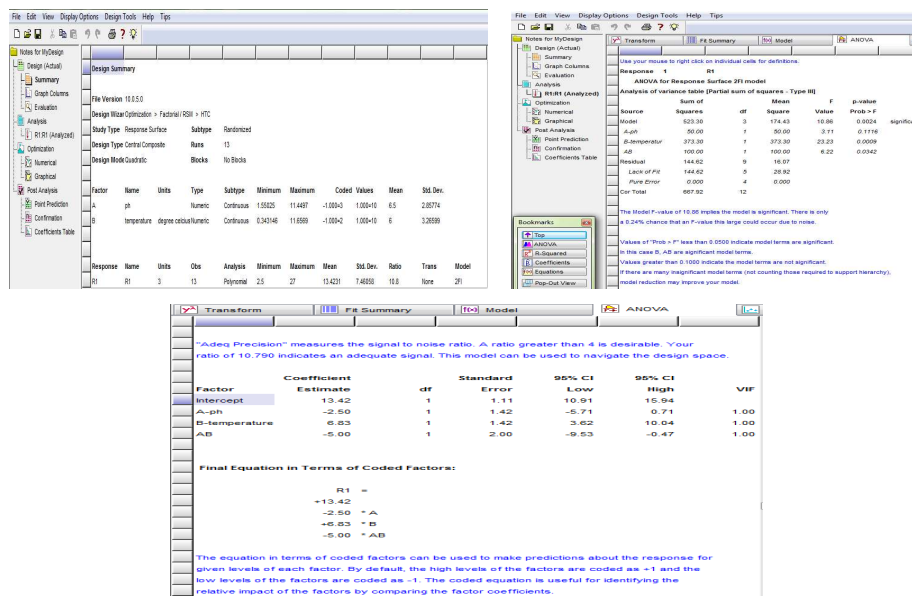 File Edit View Display Options Design Tools Help Tips
Notes for MyDesign
Design (Actual)
Summary
Graph Columns
Evaluation
Analysis
R1:R1 (Analyzed)
Optimization
Numerical
Graphical
Post Analysis
Point Prediction
Confirmation
Coefficients Table
Design Summary
File Version 10.0.5.0
Design Wizar Optimization > Factorial / RSM > HTC
Study Type Response Surface Subtype Randomized
Design Type Central Composite Runs 13
Design Mode Quadratic Blocks No Blocks
Factor Name Units Type Subtype Minimum Maximum Coded Values Mean Std. Dev.
A ph Numeric Continuous 1.55025 11.4497 -1.000=3 1.000=10 6.5 2.85774
B temperature degree celcius Numeric Continuous 0.343146 11.6569 -1.000=2 1.000=10 6 3.26599
Response Name Units Obs Analysis Minimum Maximum Mean Std. Dev. Ratio Trans Model
R1 R1 3 13 Polynomial 2.5 27 13.4231 7.46058 10.8 None 2FI
File Edit View Display Options Design Tools Help Tips
Notes for MyDesign
Design (Actual)
Summary
Graph Columns
Evaluation
Analysis
R1:R1 (Analyzed)
Optimization
Numerical
Graphical
Post Analysis
Point Prediction
Confirmation
Coefficients Table
Bookmarks
Top
ANOVA
R-Squared
Coefficients
Equations
Pop-Out View
Transform Fit Summary f(x) Model ANOVA
Use your mouse to right click on individual cells for definitions.
Response 1 R1
ANOVA for Response Surface 2FI model
Analysis of variance table [Partial sum of squares - Type III]
Sum of Mean F p-value
Source Squares df Square Value Prob > F
Model 523.30 3 174.43 10.86 0.0024 significa
A-ph 50.00 1 50.00 3.11 0.1116
B-temperatur 373.30 1 373.30 23.23 0.0009
AB 100.00 1 100.00 6.22 0.0342
Residual 144.62 9 16.07
Lack of Fit 144.62 5 28.92
Pure Error 0.000 4 0.000
Cor Total 667.92 12
The Model F-value of 10.86 implies the model is significant. There is only
a 0.24% chance that an F-value this large could occur due to noise.
Values of "Prob > F" less than 0.0500 indicate model terms are significant.
In this case B, AB are significant model terms.
Values greater than 0.1000 indicate the model terms are not significant.
If there are many insignificant model terms (not counting those required to support hierarchy),
model reduction may improve your model.
Transform Fit Summary f(x) Model ANOVA
"Adeq Precision" measures the signal to noise ratio. A ratio greater than 4 is desirable. Your
ratio of 10.790 indicates an adequate signal. This model can be used to navigate the design space.
Coefficient Standard 95% CI 95% CI
Factor Estimate df Error Low High VIF
Intercept 13.42 1 1.11 10.91 15.94
A-ph -2.50 1 1.42 -5.71 0.71 1.00
B-temperature 6.83 1 1.42 3.62 10.04 1.00
AB -5.00 1 2.00 -9.53 -0.47 1.00
Final Equation in Terms of Coded Factors:
R1 =
+13.42
-2.50 * A
+6.83 * B
-5.00 * AB
The equation in terms of coded factors can be used to make predictions about the response for
given levels of each factor. By default, the high levels of the factors are coded as +1 and the
low levels of the factors are coded as -1. The coded equation is useful for identifying the
relative impact of the factors by comparing the factor coefficients.